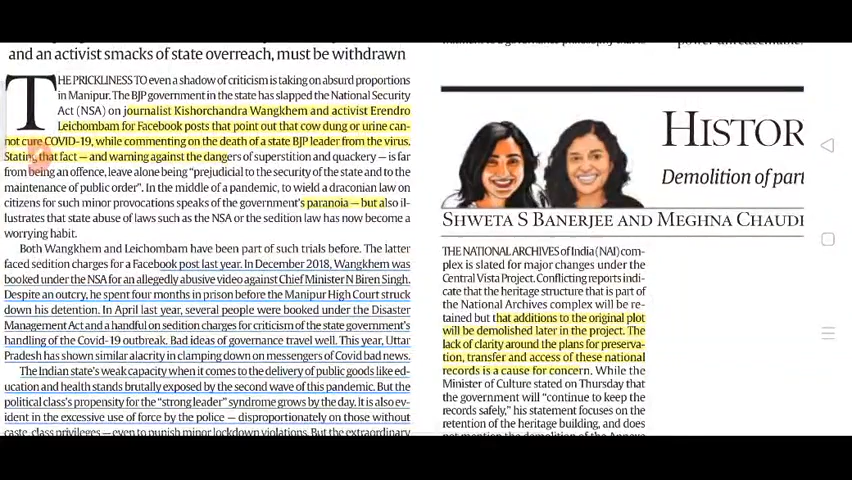 and an activist smacks of state overreach, must be withdrawn
THE PRICKLINESS TO even a shadow of criticism is taking on absurd proportions
in Manipur. The BJP government in the state has slapped the National Security
Act (NSA) on journalist Kishorchandra Wangkhem and activist Erendro
Leichombam for Facebook posts that point out that cow dung or urine can-
not cure COVID-19, while commenting on the death of a state BJP leader from the virus.
Stating that fact — and warning against the dangers of superstition and quackery — is far
from being an offence, leave alone being "prejudicial to the security of the state and to the
maintenance of public order". In the middle of a pandemic, to wield a draconian law on
citizens for such minor provocations speaks of the government's paranoia — but also il-
lustrates that state abuse of laws such as the NSA or the sedition law has now become a
worrying habit.
Both Wangkhem and Leichombam have been part of such trials before. The latter
faced sedition charges for a Facebook post last year. In December 2018, Wangkhem was
booked under the NSA for an allegedly abusive video against Chief Minister N Biren Singh.
Despite an outcry, he spent four months in prison before the Manipur High Court struck
down his detention. In April last year, several people were booked under the Disaster
Management Act and a handful on sedition charges for criticism of the state government's
handling of the Covid-19 outbreak. Bad ideas of governance travel well. This year, Uttar
Pradesh has shown similar alacrity in clamping down on messengers of Covid bad news.
The Indian state's weak capacity when it comes to the delivery of public goods like ed-
ucation and health stands brutally exposed by the second wave of this pandemic. But the
political class's propensity for the "strong leader" syndrome grows by the day. It is also ev-
ident in the excessive use of force by the police — disproportionately on those without
caste, class privileges — even to punish minor lockdown violations. But the extraordinary
HISTOR
Demolition of part
SHWETA S BANERJEE AND MEGHNA CHAUDI
THE NATIONAL ARCHIVES of India (NAI) com-
plex is slated for major changes under the
Central Vista Project. Conflicting reports indi-
cate that the heritage structure that is part of
the National Archives complex will be re-
tained but that additions to the original plot
will be demolished later in the project. The
lack of clarity around the plans for preserva-
tion, transfer and access of these national
records is a cause for concern. While the
Minister of Culture stated on Thursday that
the government will "continue to keep the
records safely," his statement focuses on the
retention of the heritage building, and does
not mention the demolition of the Annexe